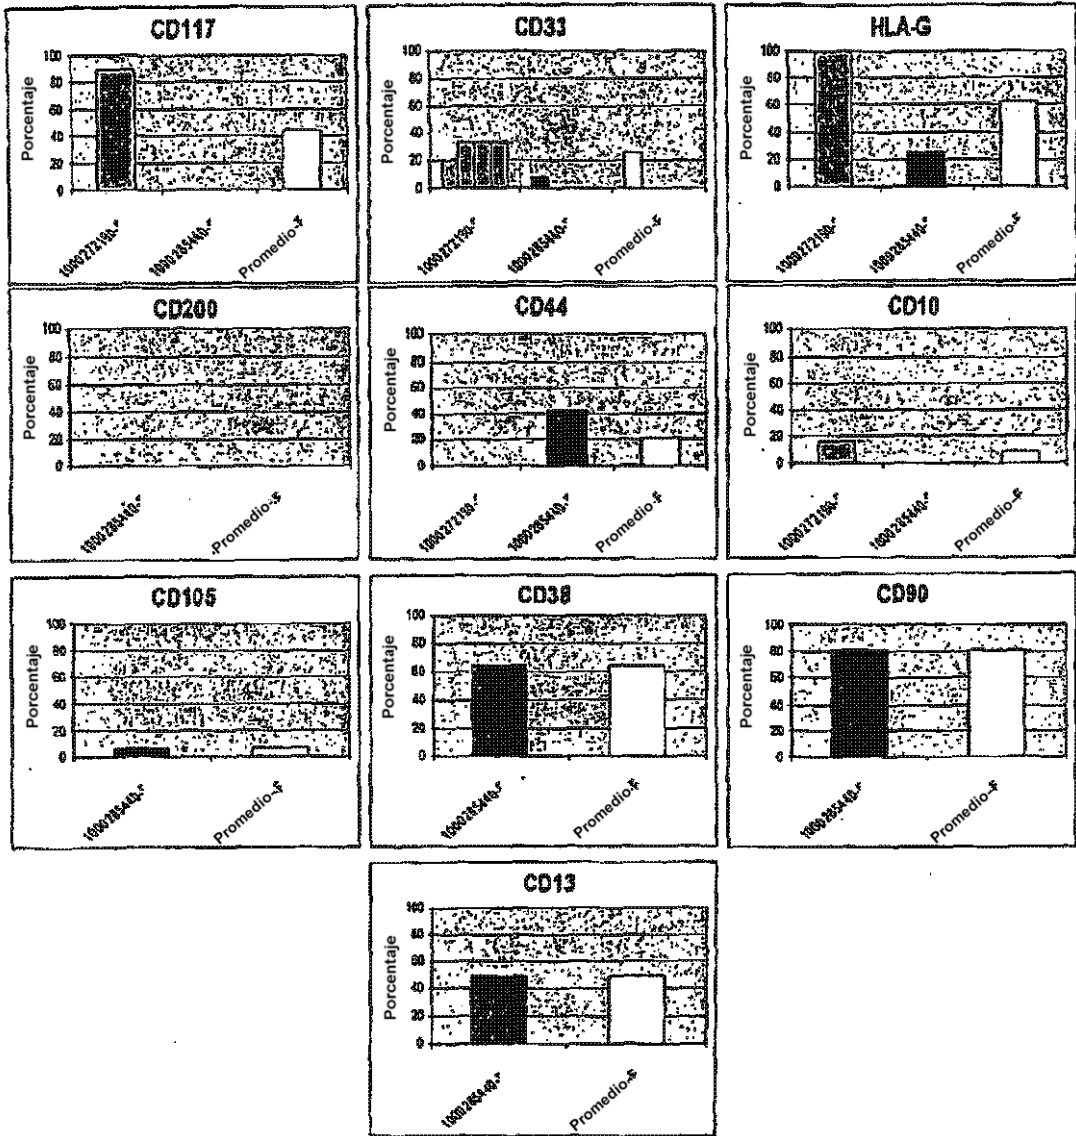 CD117
Porcentaje
100
80
60
40
20
0
1000272190-F
1000285440-F
Promedio-F
CD33
Porcentaje
100
80
60
40
20
0
1000272190-F
1000285440-F
Promedio-F
HLA-G
Porcentaje
100
80
60
40
20
0
1000272190-F
1000285440-F
Promedio-F
CD200
Porcentaje
100
80
60
40
20
0
1000285440-F
Promedio-F
CD44
Porcentaje
100
80
60
40
20
0
1000272190-F
1000285440-F
Promedio-F
CD10
Porcentaje
100
80
60
40
20
0
1000272190-F
1000285440-F
Promedio-F
CD105
Porcentaje
100
80
60
40
20
0
1000285440-F
Promedio-F
CD38
Porcentaje
100
80
60
40
20
0
1000285440-F
Promedio-F
CD90
Porcentaje
100
80
60
40
20
0
1000285440-F
Promedio-F
CD13
Porcentaje
100
80
60
40
20
0
1000285440-F
Promedio-F